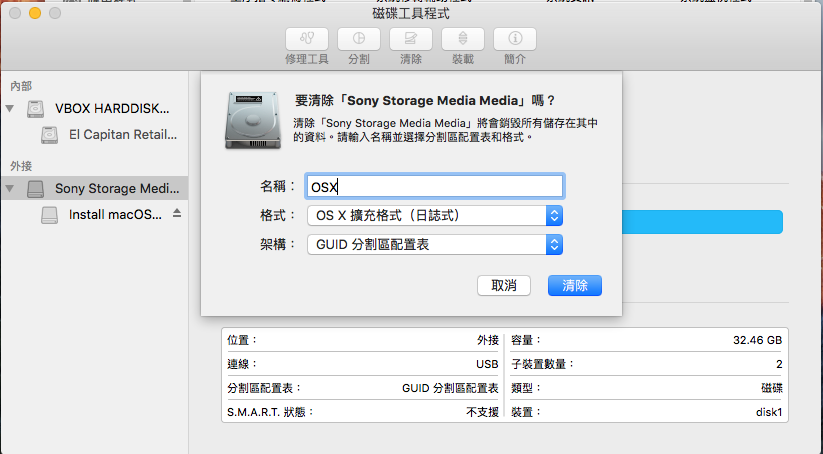 磁碟工具程式
修理工具 分割 清除 裝載 簡介
內部
VBOX HARDDISK...
El Capitan Retail...
外接
Sony Storage Medi...
Install macOS...
要清除「Sony Storage Media Media」嗎？
清除「Sony Storage Media Media」將會銷毀所有儲存在其中
的資料。請輸入名稱並選擇分割區配置表和格式。
名稱： OSX
格式： OS X 擴充格式（日誌式）
架構： GUID 分割區配置表
取消 清除
位置： 外接 容量： 32.46 GB
連線： USB 子裝置數量： 2
分割區配置表： GUID 分割區配置表 類型： 磁碟
S.M.A.R.T. 狀態： 不支援 裝置： disk1